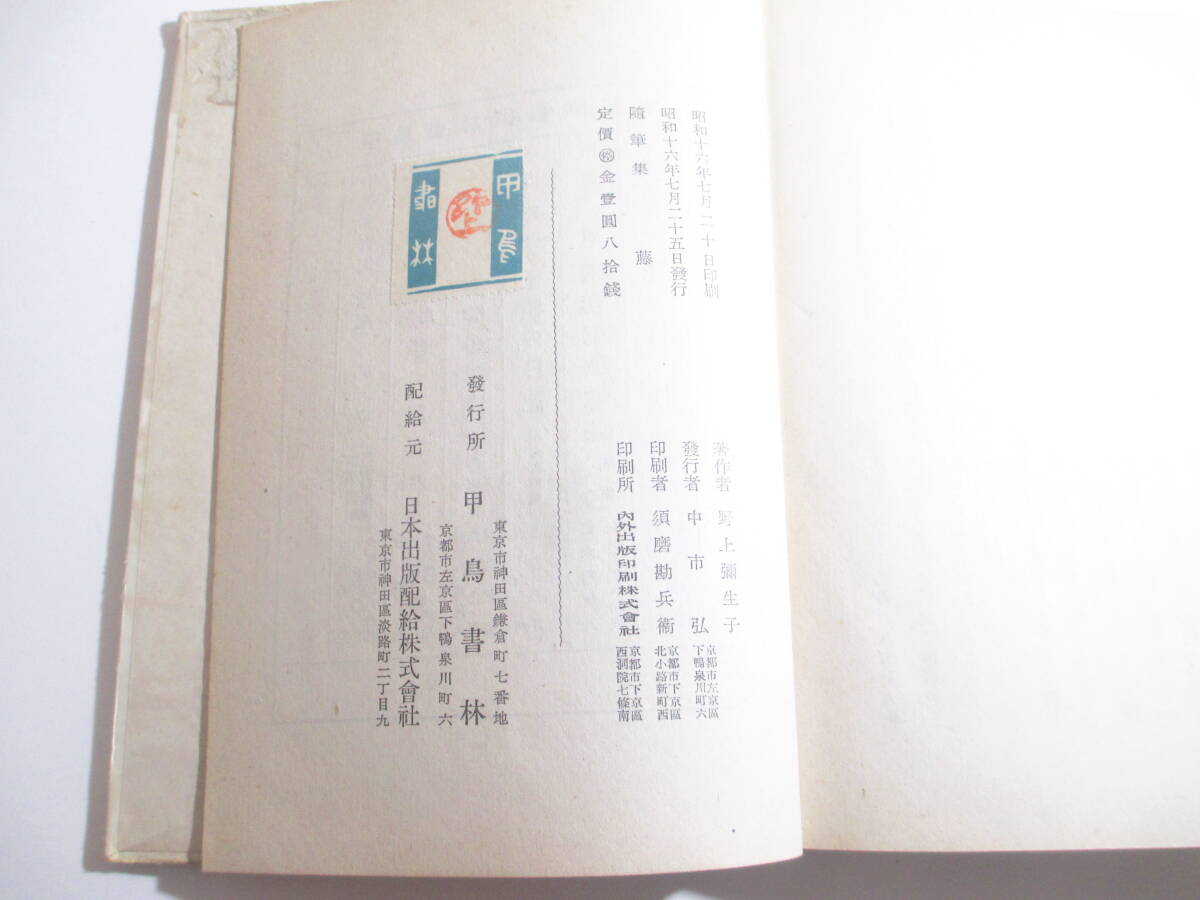 昭和十六年七月二十日印刷
昭和十六年七月二十五日發行
隨筆集 藤
定價㊕金壹圓八拾錢
著作者 野上彌生子
發行者 中市弘
京都市左京區
下鴨泉川町六
印刷者 須磨勘兵衞
京都市下京區
北小路新町西
印刷所 內外出版印刷株式會社
京都市下京區
西洞院七條南
甲鳥
書林
東京市神田區鎌倉町七番地
發行所 甲鳥書林
京都市左京區下鴨泉川町六
配給元 日本出版配給株式會社
東京市神田區淡路町二丁目九